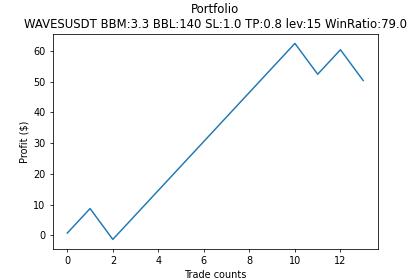 Portfolio
WAVESUSDT BBM:3.3 BBL:140 SL:1.0 TP:0.8 lev:15 WinRatio:79.0
60
50
40
30
20
10
0
Profit ($)
0 2 4 6 8 10 12
Trade counts